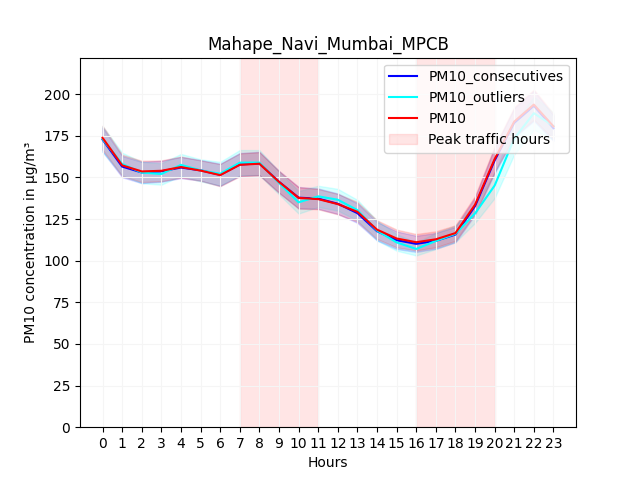 Mahape_Navi_Mumbai_MPCB
PM10_consecutives
PM10_outliers
PM10
Peak traffic hours
PM10 concentration in µg/m³
200
175
150
125
100
75
50
25
0
0 1 2 3 4 5 6 7 8 9 10 11 12 13 14 15 16 17 18 19 20 21 22 23
Hours